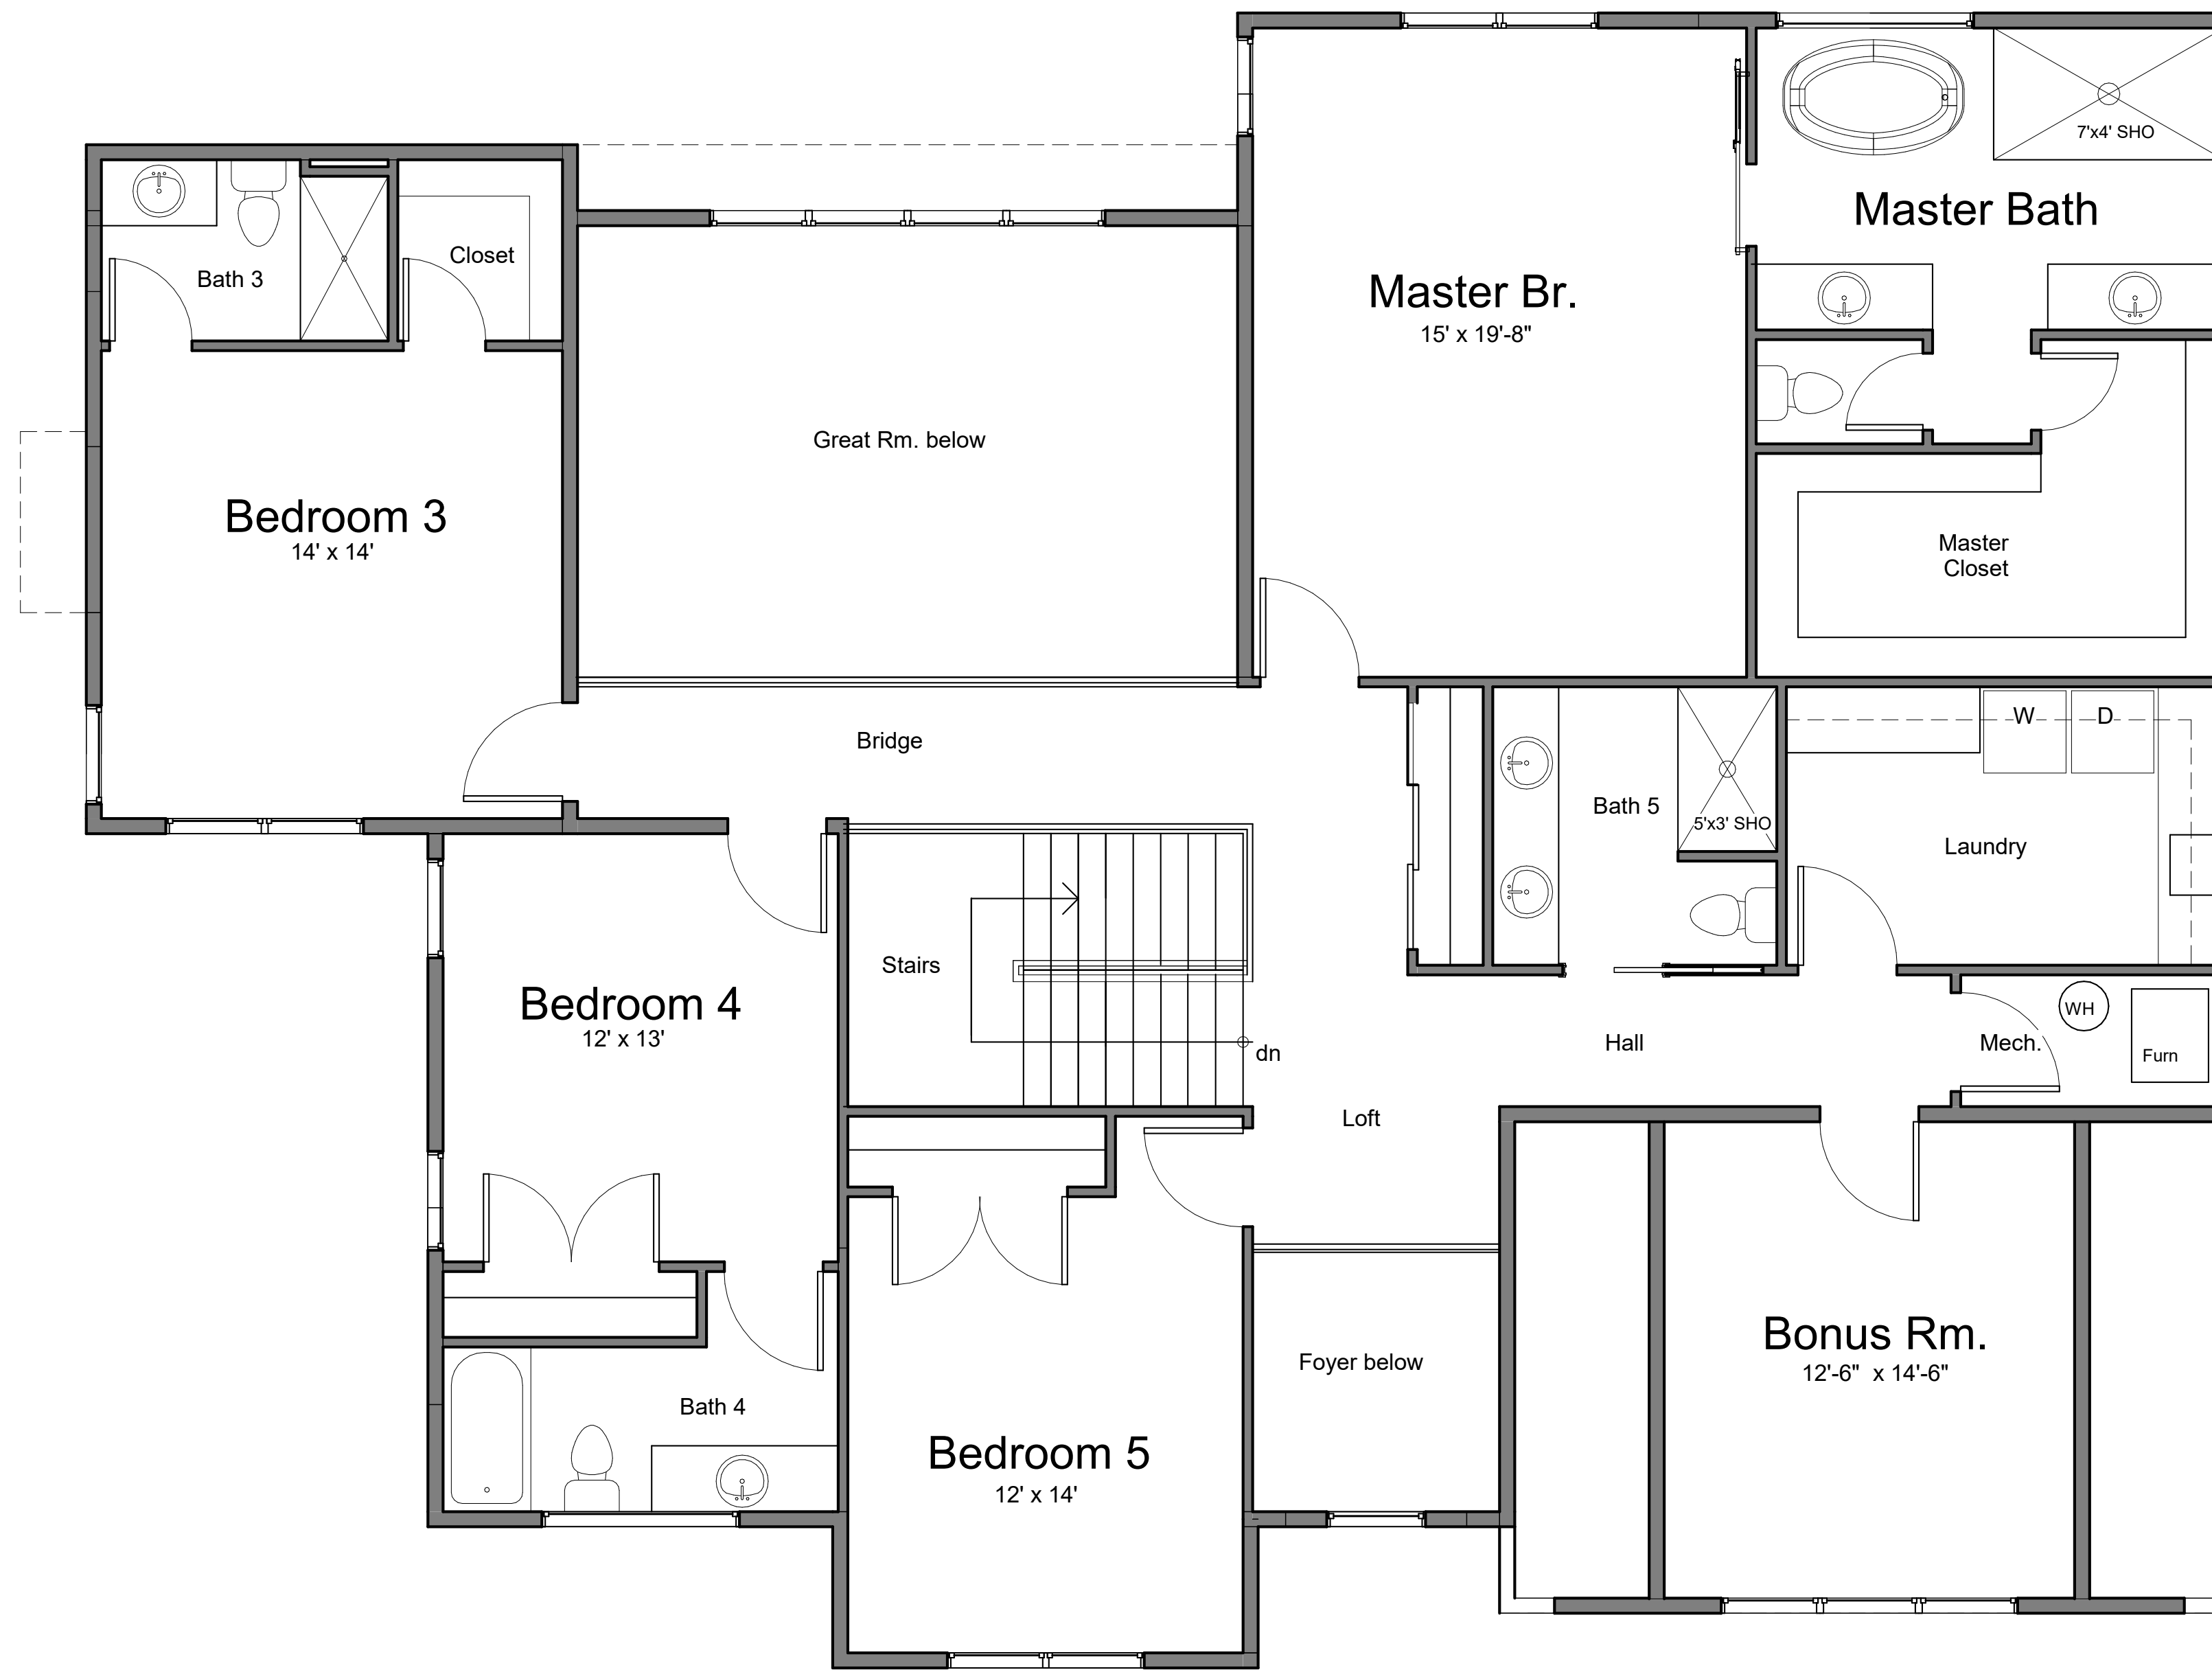 7'x4' SHO
Master Bath
Closet
Bath 3
Master Br.
15' x 19'-8"
Great Rm. below
Bedroom 3
14' x 14'
Master
Closet
W
D
Bridge
Bath 5
5'x3' SHO
Laundry
Stairs
Bedroom 4
12' x 13'
WH
Hall
Mech.
Furn
dn
Loft
Bonus Rm.
12'-6" x 14'-6"
Foyer below
Bath 4
Bedroom 5
12' x 14'